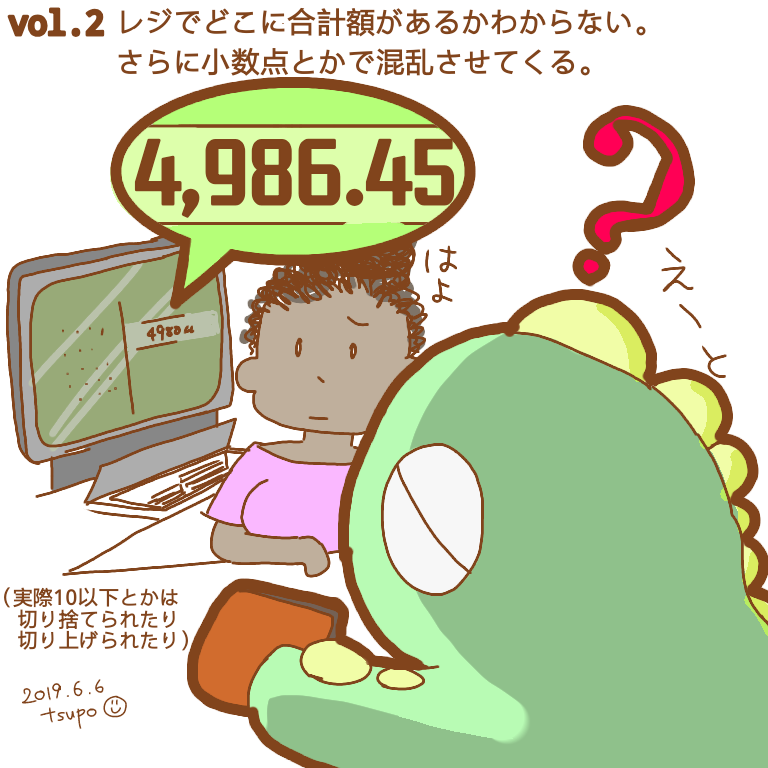 vol.2 レジでどこに合計額があるかわからない。
さらに小数点とかで混乱させてくる。
4,986.45
はよ
えーと
(実際10以下とかは
切り捨てられたり
切り上げられたり)
2019.6.6
tsupo